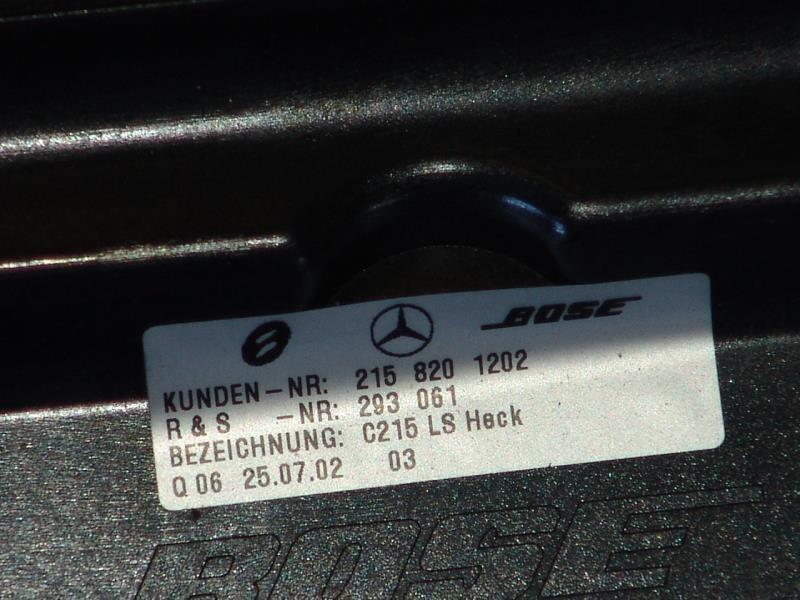 BOSE
KUNDEN-NR: 215 820 1202
R & S -NR: 293 061
BEZEICHNUNG: C215 LS Heck
Q 06 25.07.02 03
BOSE